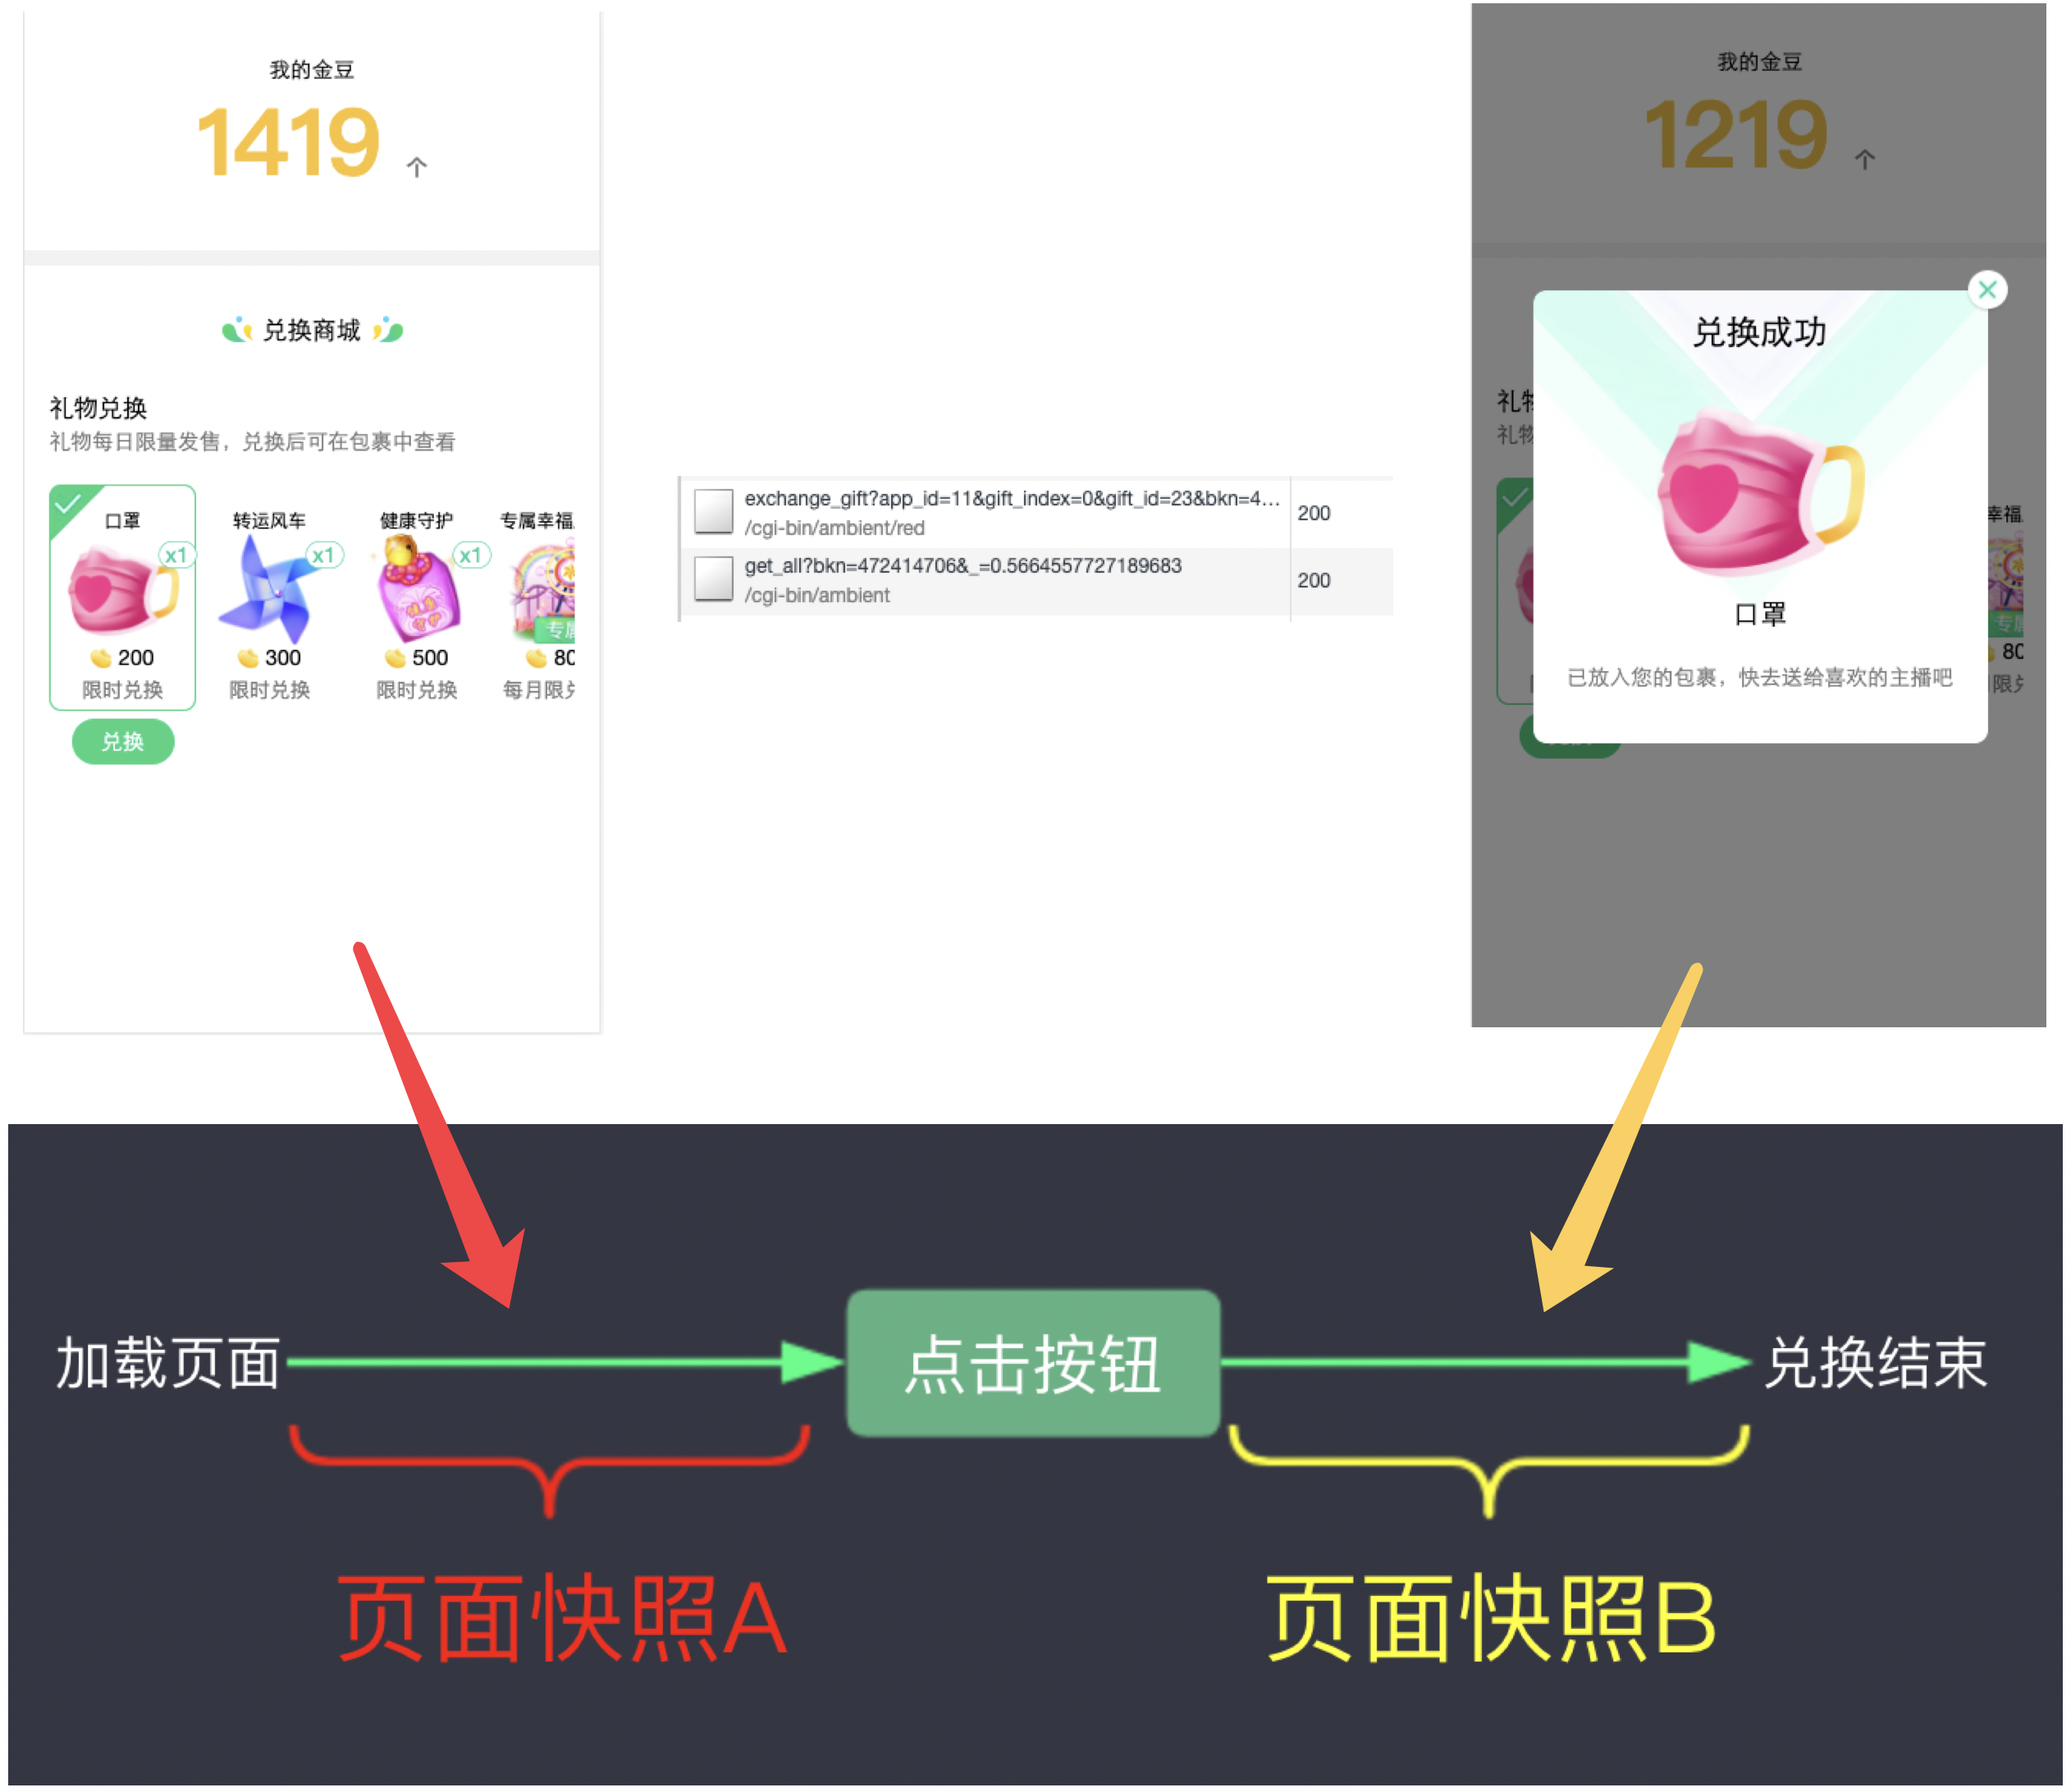 我的金豆
1419 个
兑换商城
礼物兑换
礼物每日限量发售，兑换后可在包裹中查看
口罩
x1
200
限时兑换
兑换
转运风车
x1
300
限时兑换
健康守护
x1
500
限时兑换
专属幸福
专属
80
每月限
exchange_gift?app_id=11&gift_index=0&gift_id=23&bkn=4...
/cgi-bin/ambient/red
200
get_all?bkn=472414706&_=0.5664557727189683
/cgi-bin/ambient
200
我的金豆
1219 个
礼物
礼物
幸福
专属
80
限
兑换成功
口罩
已放入您的包裹，快去送给喜欢的主播吧
加载页面
点击按钮
兑换结束
页面快照A
页面快照B